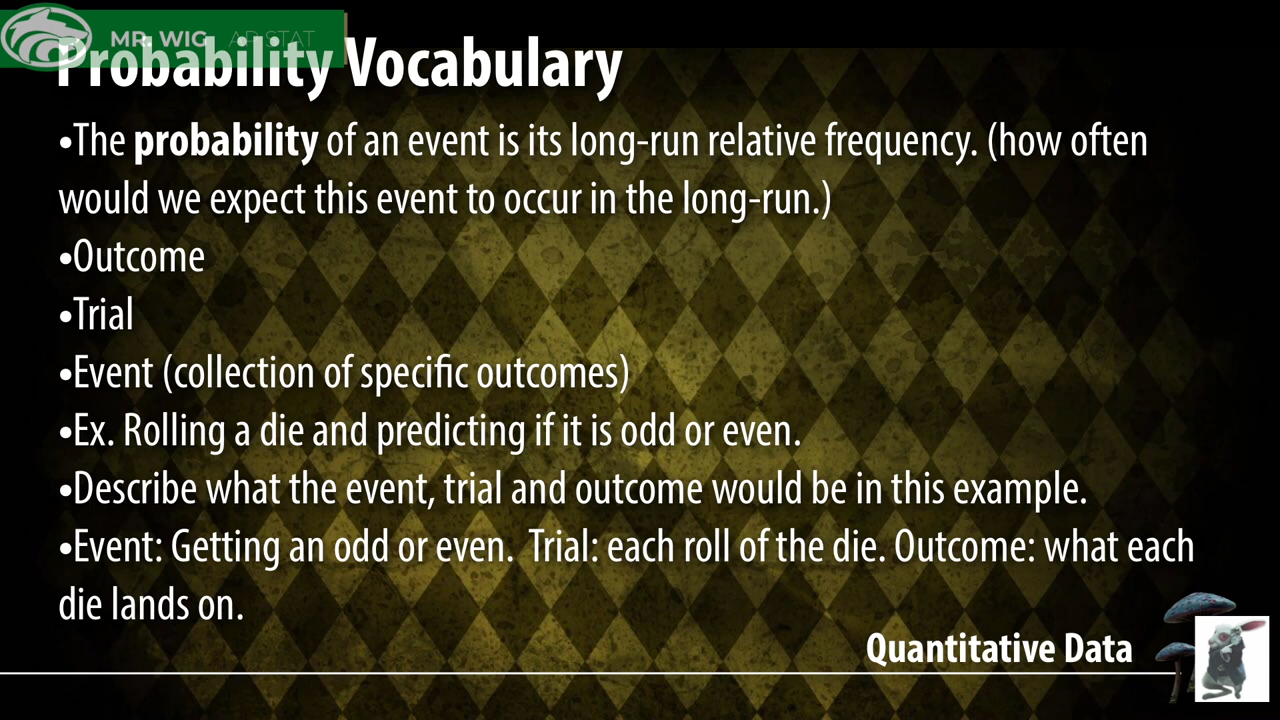 MR. WIG AP STAT
Probability Vocabulary
•The probability of an event is its long-run relative frequency. (how often
would we expect this event to occur in the long-run.)
•Outcome
•Trial
•Event (collection of specific outcomes)
•Ex. Rolling a die and predicting if it is odd or even.
•Describe what the event, trial and outcome would be in this example.
•Event: Getting an odd or even.  Trial: each roll of the die. Outcome: what each
die lands on.
Quantitative Data